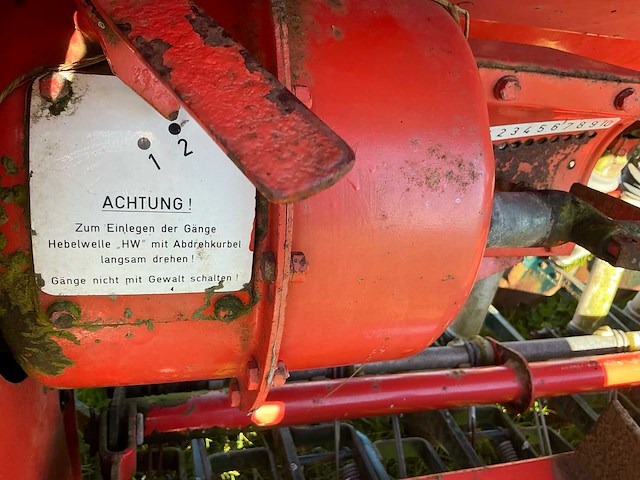 1 2
ACHTUNG!
Zum Einlegen der Gänge
Hebelwelle „HW" mit Abdrehkurbel
langsam drehen!
Gänge nicht mit Gewalt schalten!
2 3 4 5 6 7 8 9 10